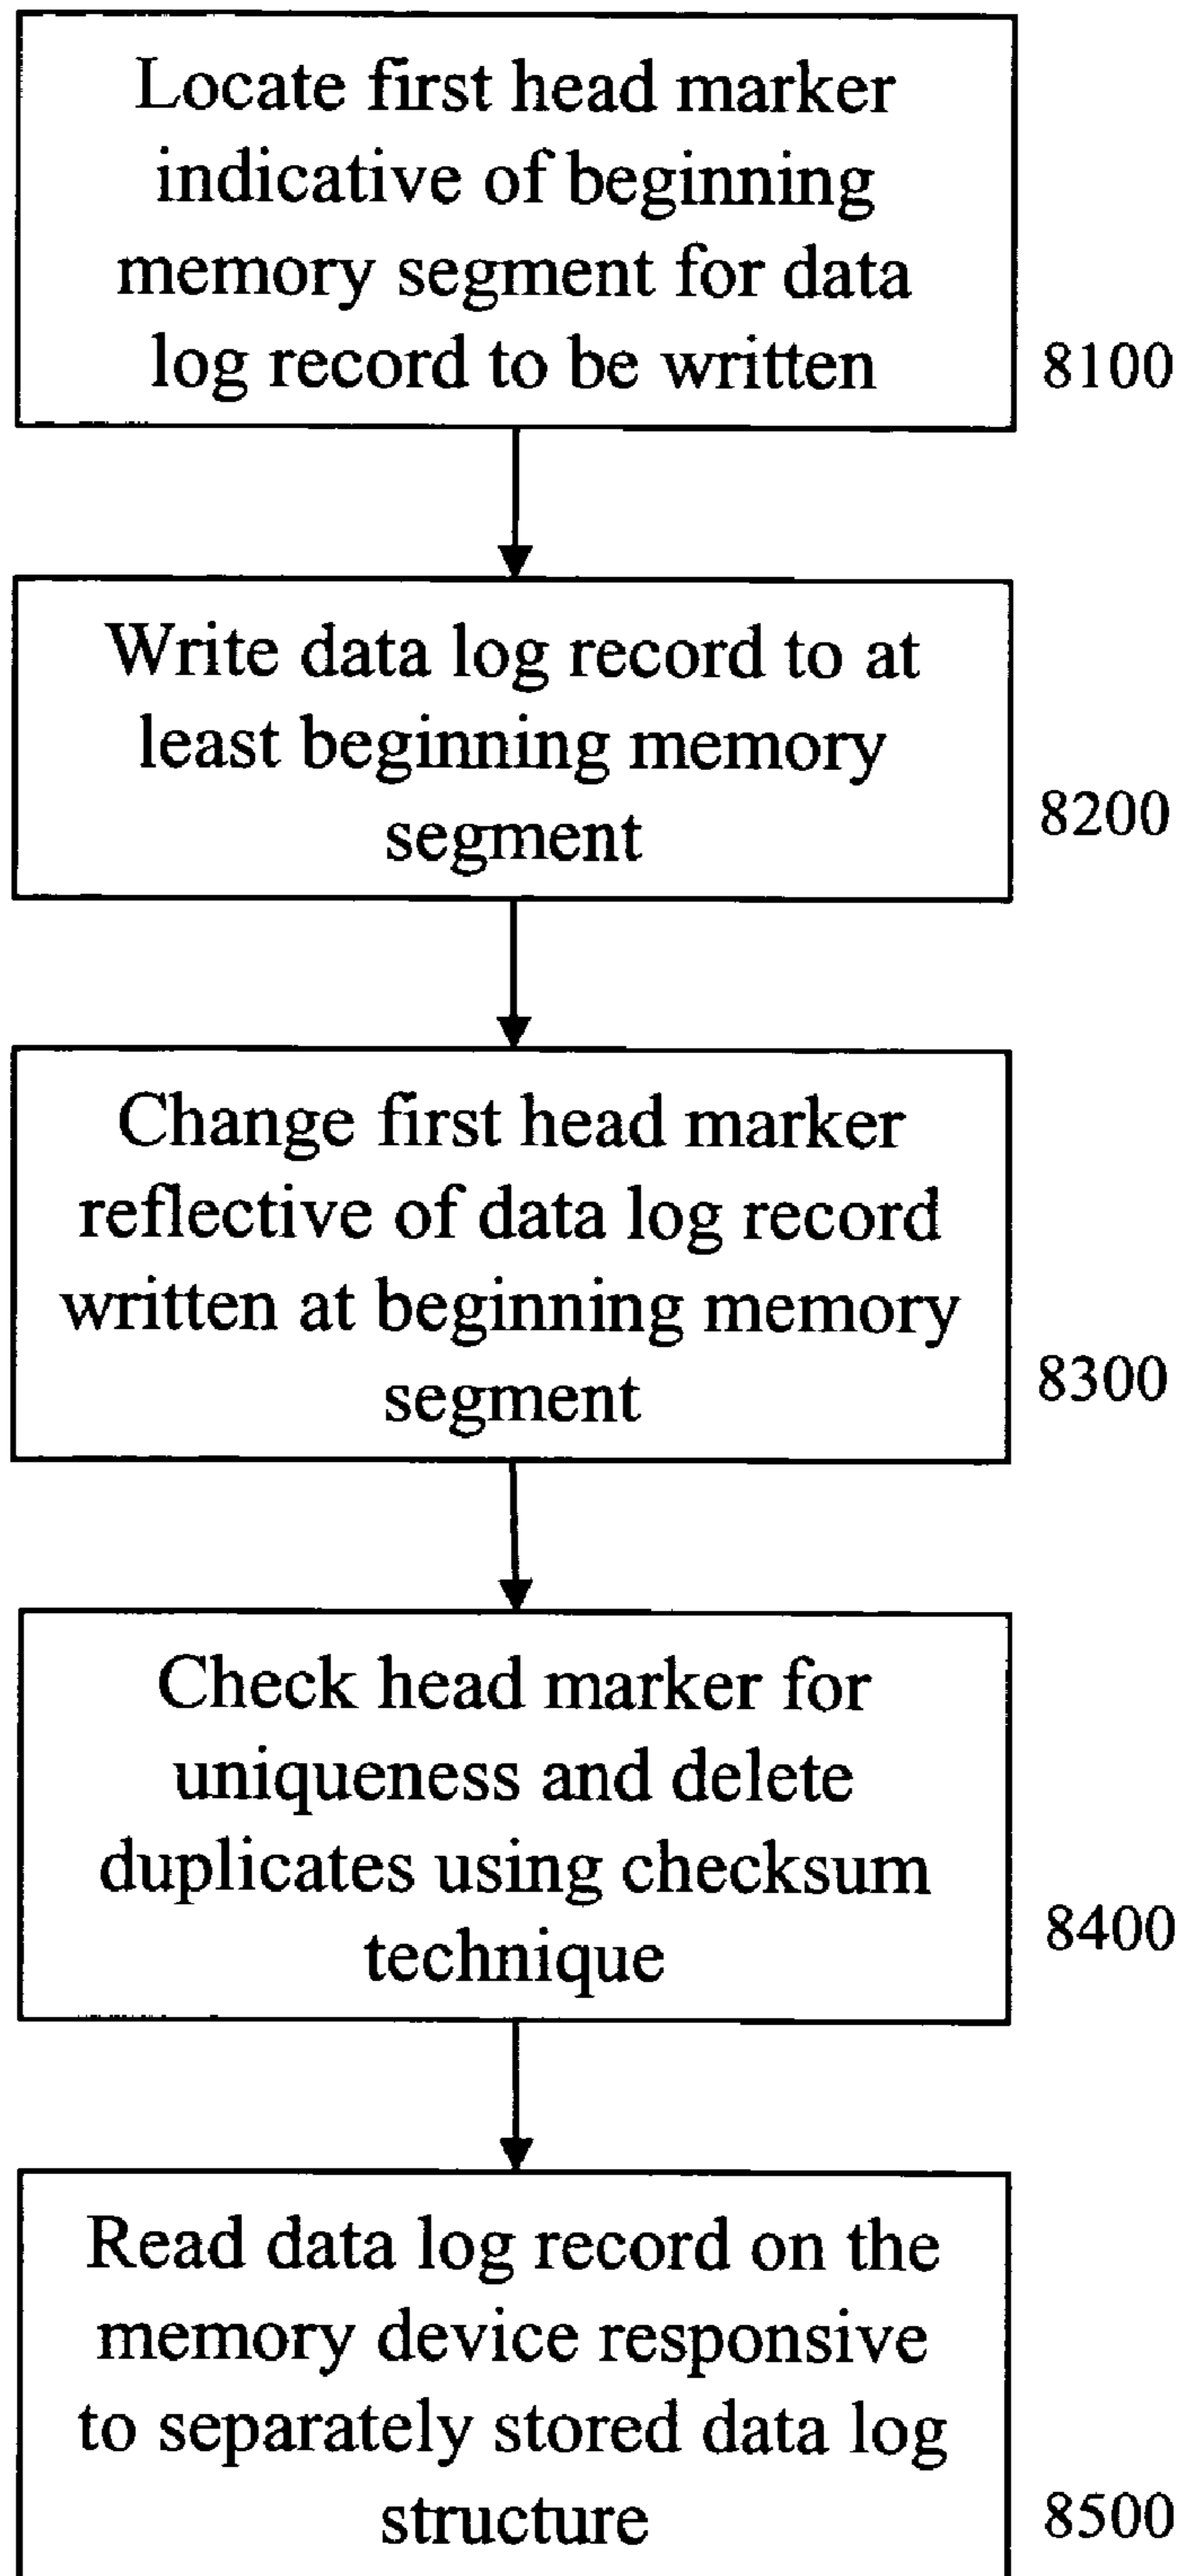 Locate first head marker
indicative of beginning
memory segment for data
log record to be written
8100
Write data log record to at
least beginning memory
segment
8200
Change first head marker
reflective of data log record
written at beginning memory
segment
8300
Check head marker for
uniqueness and delete
duplicates using checksum
technique
8400
Read data log record on the
memory device responsive
to separately stored data log
structure
8500